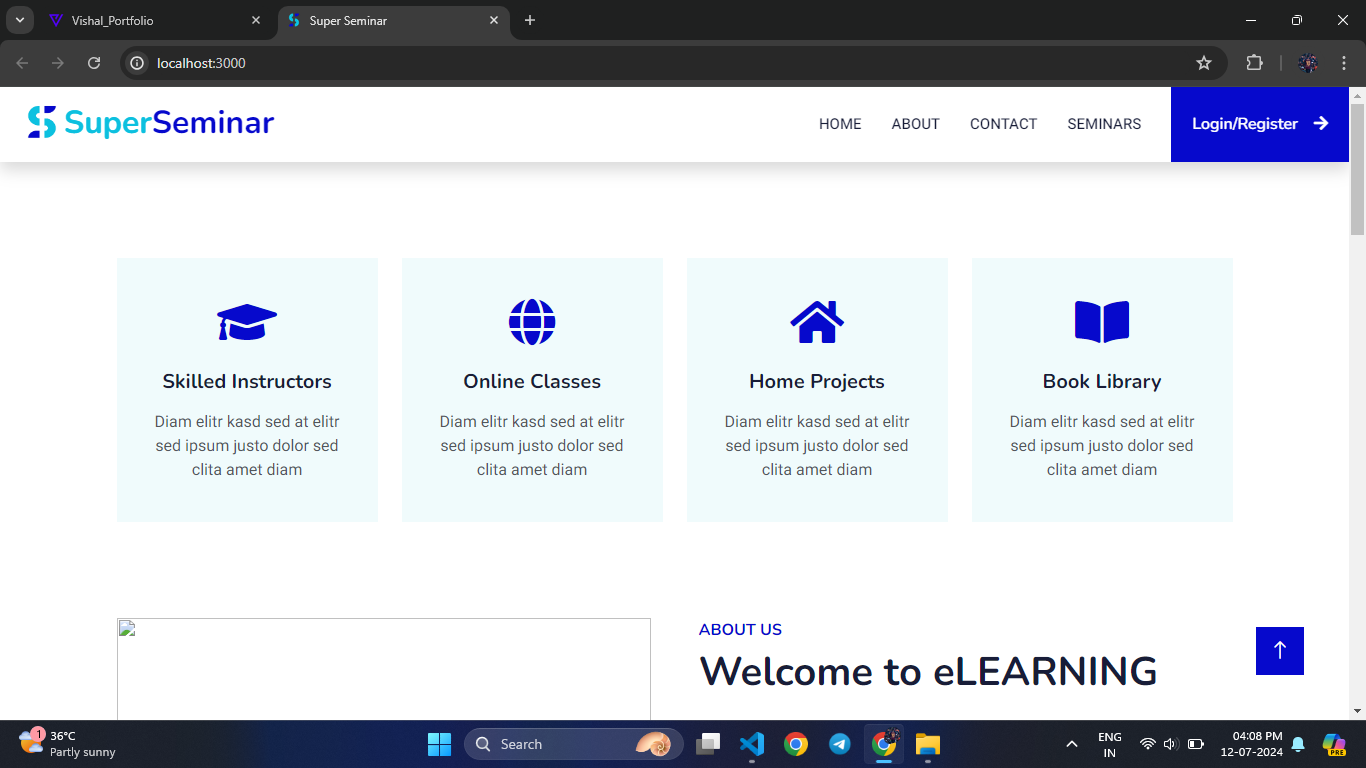 Vishal_Portfolio
Super Seminar
localhost:3000
SuperSeminar
HOME
ABOUT
CONTACT
SEMINARS
Login/Register
Skilled Instructors
Diam elitr kasd sed at elitr
sed ipsum justo dolor sed
clita amet diam
Online Classes
Diam elitr kasd sed at elitr
sed ipsum justo dolor sed
clita amet diam
Home Projects
Diam elitr kasd sed at elitr
sed ipsum justo dolor sed
clita amet diam
Book Library
Diam elitr kasd sed at elitr
sed ipsum justo dolor sed
clita amet diam
ABOUT US
Welcome to eLEARNING
1
36°C
Partly sunny
Search
ENG
IN
04:08 PM
12-07-2024
PRE